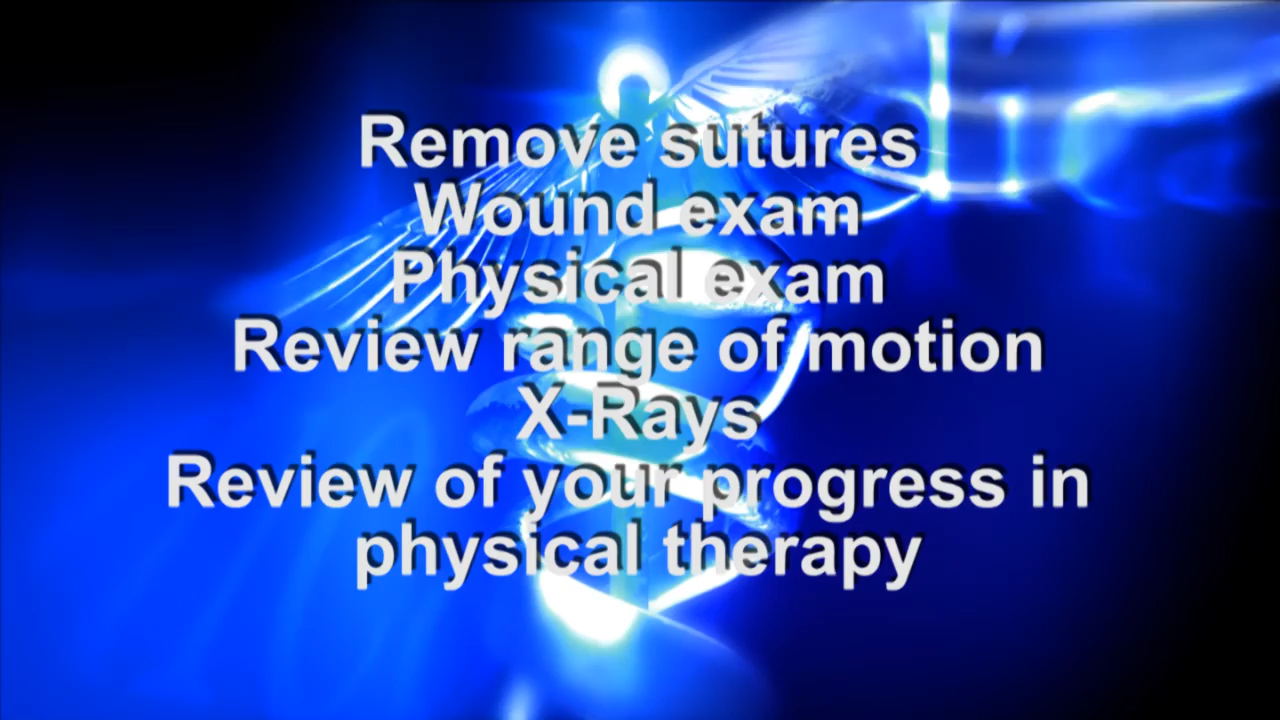 Remove sutures
Wound exam
Physical exam
Review range of motion
X-Rays
Review of your progress in
physical therapy